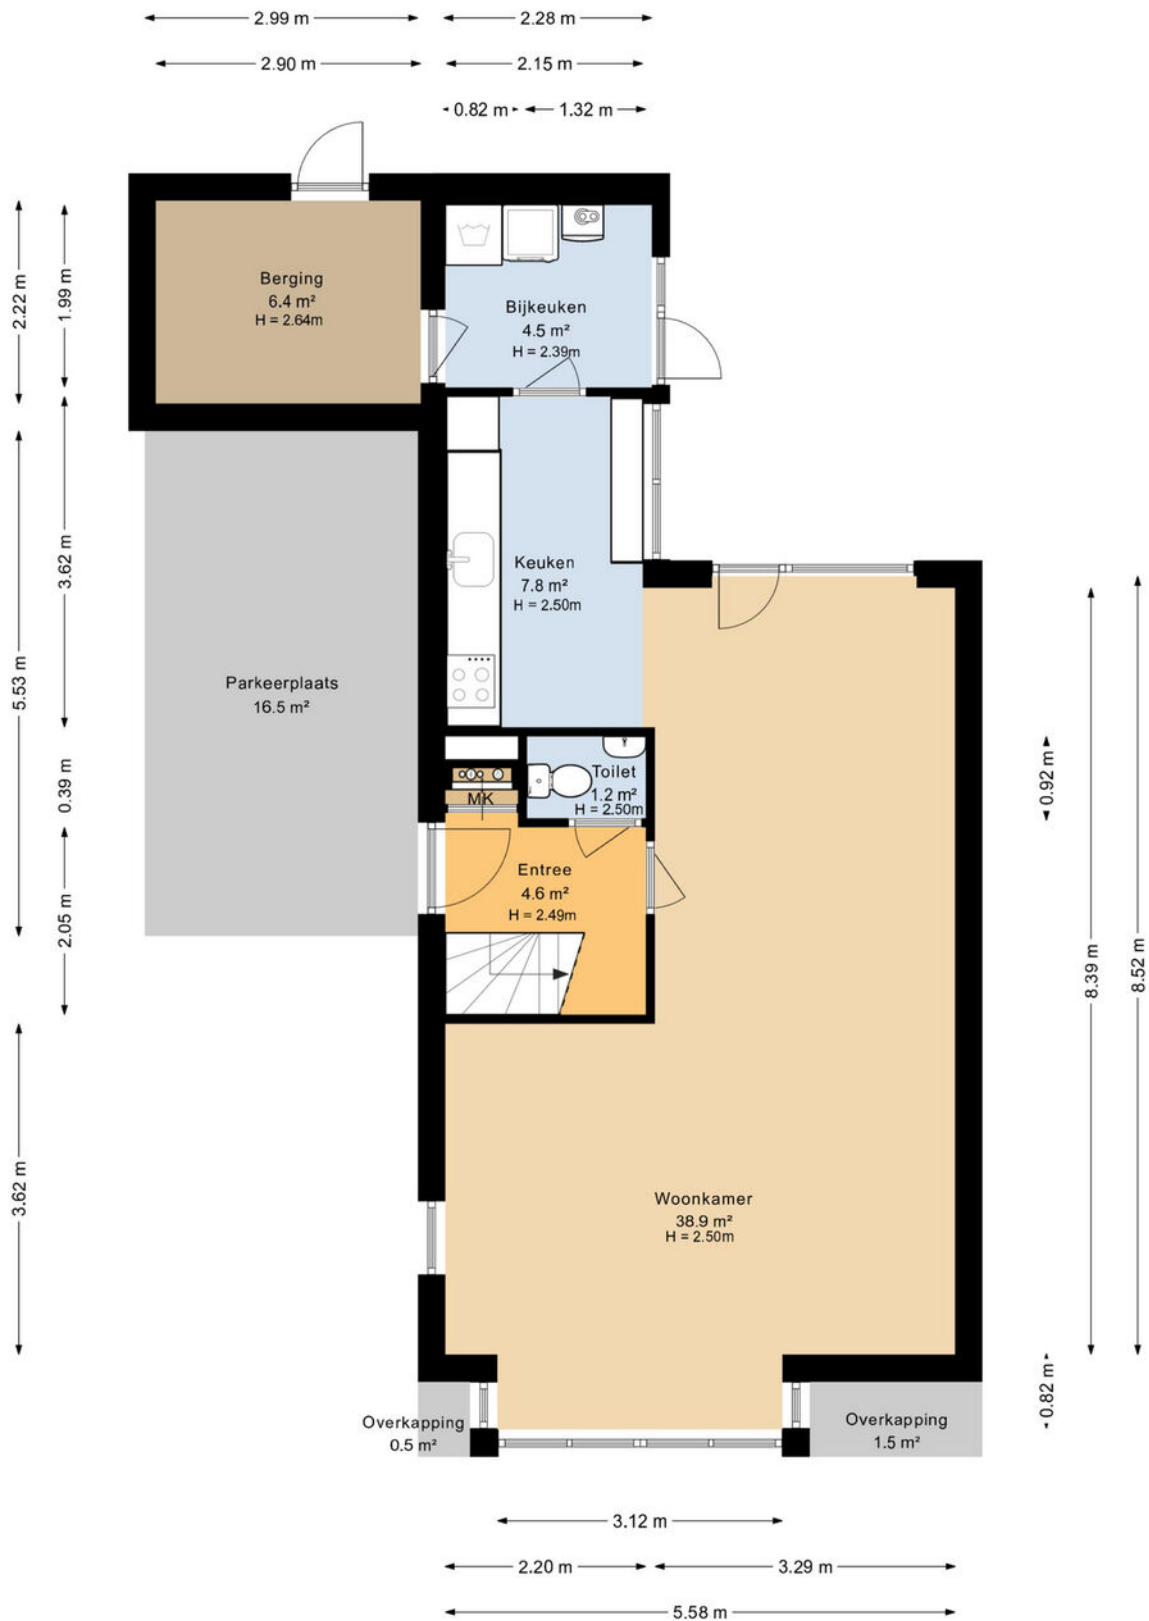 2.99 m
2.28 m
2.90 m
2.15 m
0.82 m
1.32 m
2.22 m
1.99 m
Berging
6.4 m²
H = 2.64m
Bijkeuken
4.5 m²
H = 2.39m
3.62 m
Keuken
7.8 m²
H = 2.50m
5.53 m
Parkeerplaats
16.5 m²
0.39 m
MK
Toilet
1.2 m²
H = 2.50m
0.92 m
2.05 m
Entree
4.6 m²
H = 2.49m
8.39 m
8.52 m
3.62 m
Woonkamer
38.9 m²
H = 2.50m
0.82 m
Overkapping
0.5 m²
Overkapping
1.5 m²
3.12 m
2.20 m
3.29 m
5.58 m